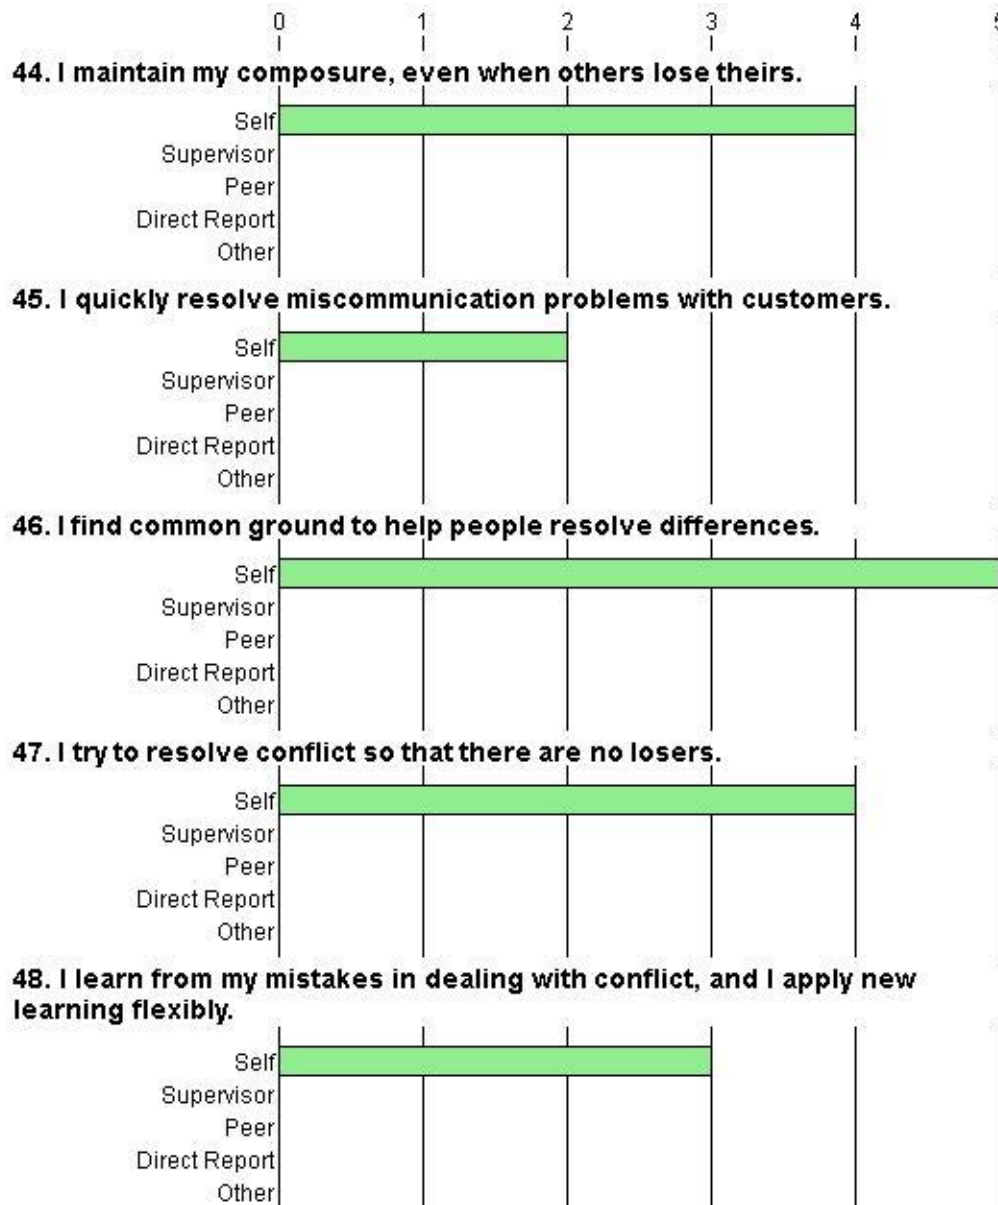 0 1 2 3 4 5
44. I maintain my composure, even when others lose theirs.
Self
Supervisor
Peer
Direct Report
Other
45. I quickly resolve miscommunication problems with customers.
Self
Supervisor
Peer
Direct Report
Other
46. I find common ground to help people resolve differences.
Self
Supervisor
Peer
Direct Report
Other
47. I try to resolve conflict so that there are no losers.
Self
Supervisor
Peer
Direct Report
Other
48. I learn from my mistakes in dealing with conflict, and I apply new
learning flexibly.
Self
Supervisor
Peer
Direct Report
Other